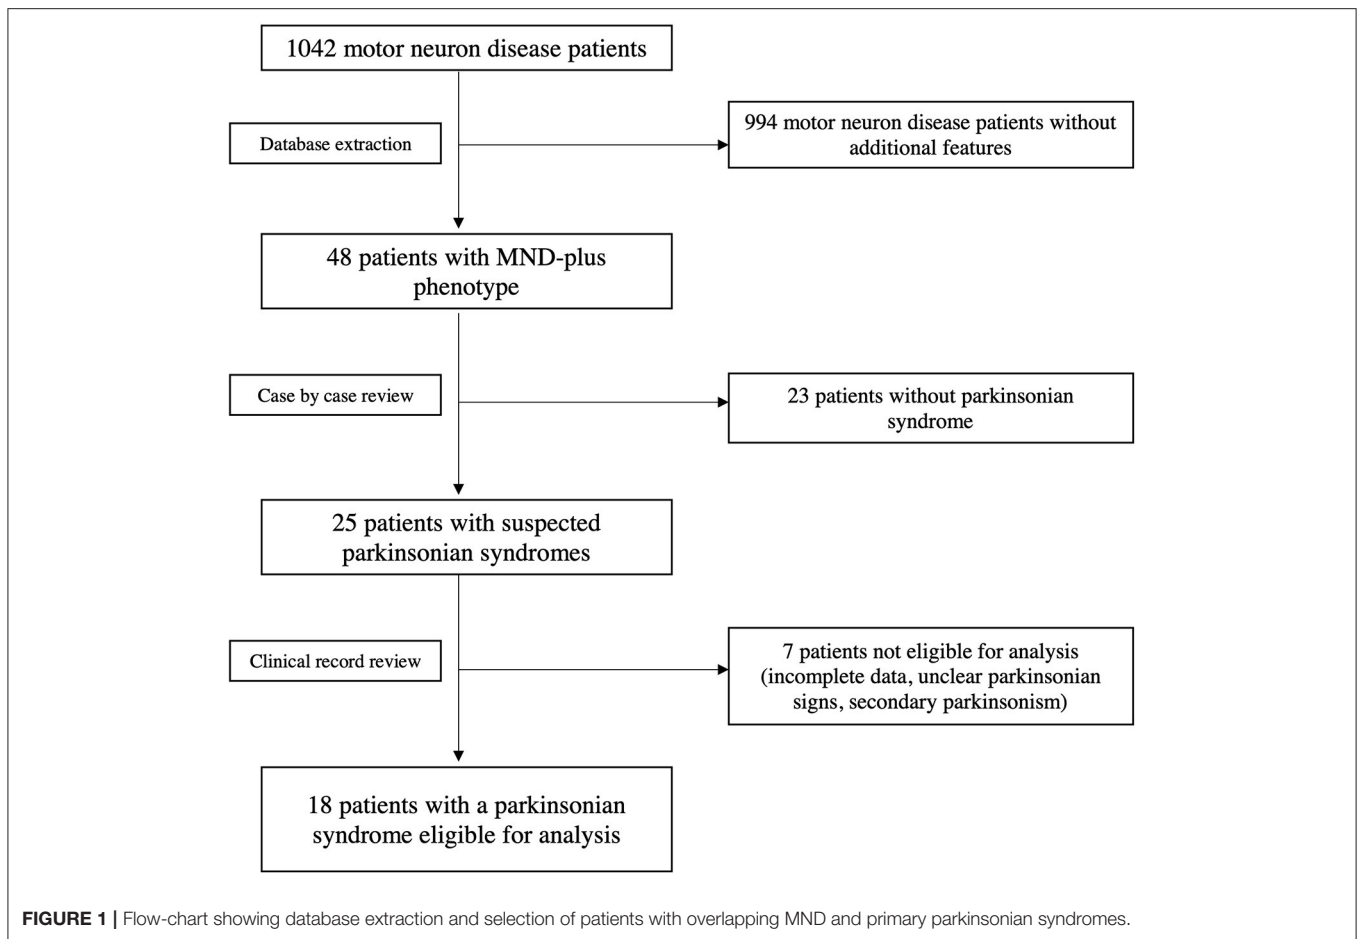 1042 motor neuron disease patients
Database extraction
994 motor neuron disease patients without
additional features
48 patients with MND-plus
phenotype
Case by case review
23 patients without parkinsonian
syndrome
25 patients with suspected
parkinsonian syndromes
Clinical record review
7 patients not eligible for analysis
(incomplete data, unclear parkinsonian
signs, secondary parkinsonism)
18 patients with a parkinsonian
syndrome eligible for analysis
FIGURE 1 | Flow-chart showing database extraction and selection of patients with overlapping MND and primary parkinsonian syndromes.